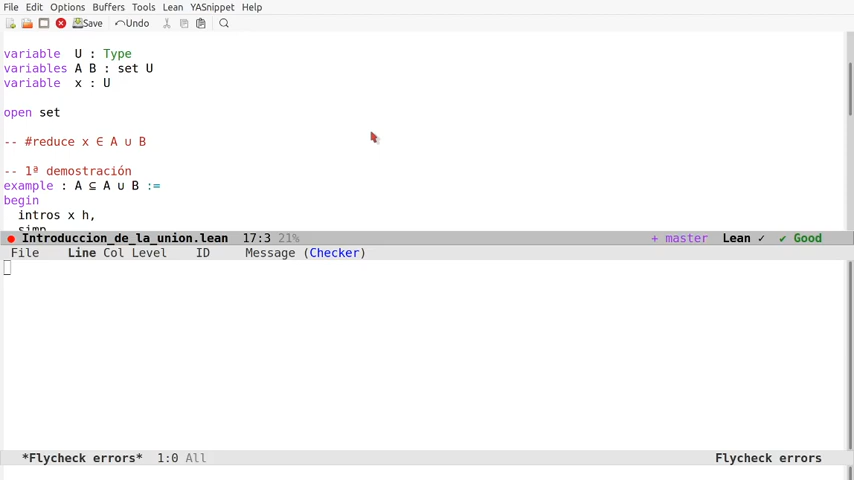 File Edit Options Buffers Tools Lean YASnippet Help
Save Undo
variable U : Type
variables A B : set U
variable x : U
open set
-- #reduce x ∈ A ∪ B
-- 1ª demostración
example : A ⊆ A ∪ B :=
begin
intros x h,
simp
Introduccion_de_la_union.lean 17:3 21% + master Lean ✓ ✔ Good
File Line Col Level ID Message (Checker)
*Flycheck errors* 1:0 All Flycheck errors